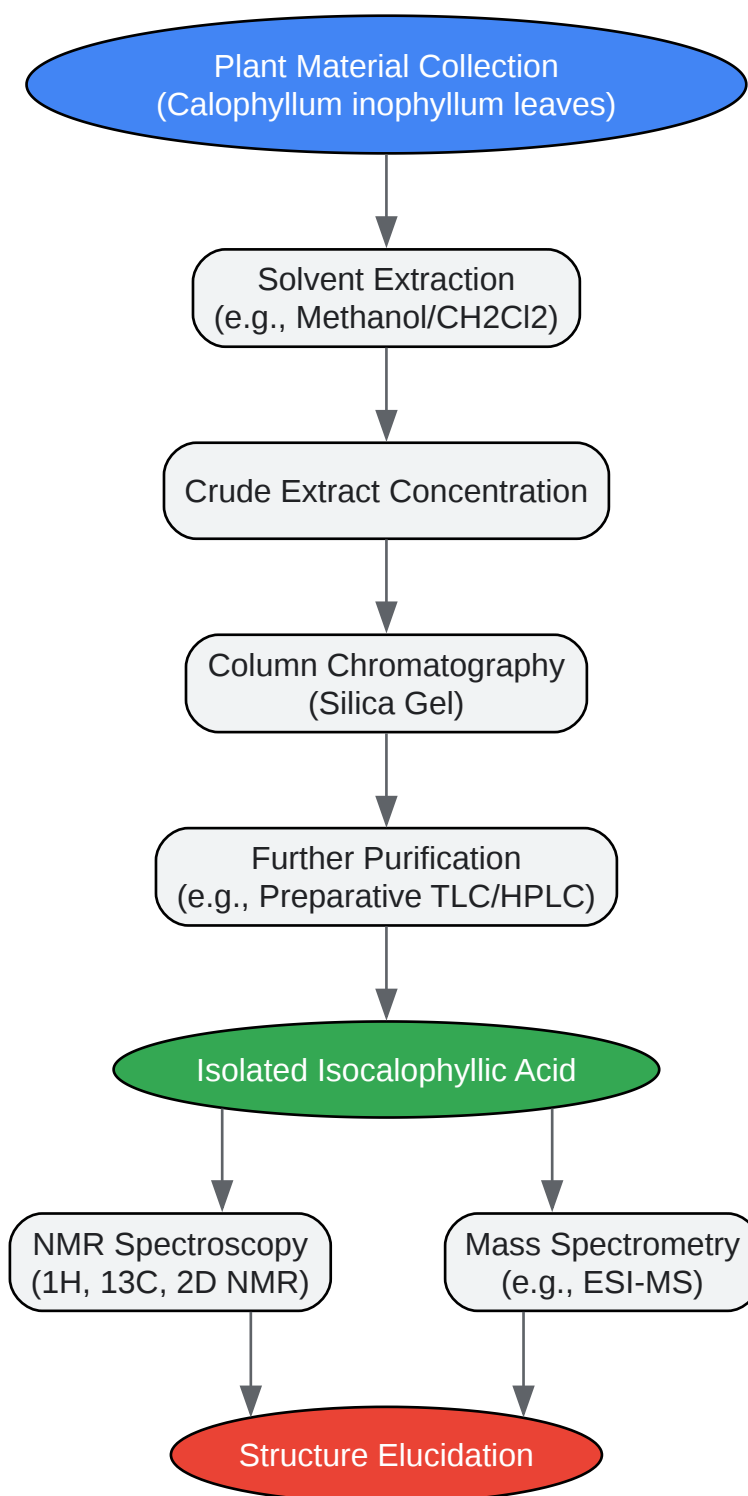 Plant Material Collection
(Calophyllum inophyllum leaves)
Solvent Extraction
(e.g., Methanol/CH2Cl2)
Crude Extract Concentration
Column Chromatography
(Silica Gel)
Further Purification
(e.g., Preparative TLC/HPLC)
Isolated Isocalophyllic Acid
NMR Spectroscopy
(1H, 13C, 2D NMR)
Mass Spectrometry
(e.g., ESI-MS)
Structure Elucidation